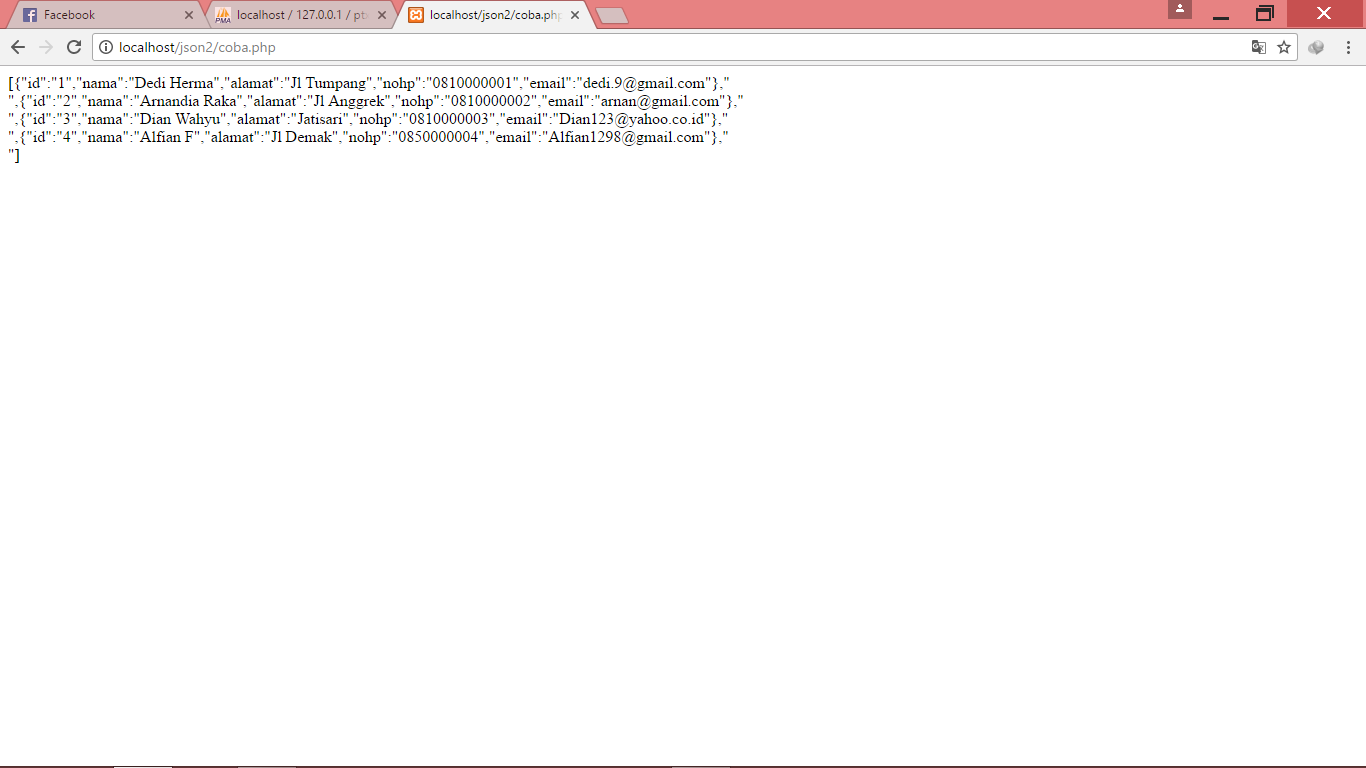 Facebook
localhost / 127.0.0.1 / pt
localhost/json2/coba.php
localhost/json2/coba.php
[{"id":"1","nama":"Dedi Herma","alamat":"Jl Tumpang","nohp":"0810000001","email":"dedi.9@gmail.com"},"
",{"id":"2","nama":"Arnandia Raka","alamat":"Jl Anggrek","nohp":"0810000002","email":"arnan@gmail.com"},"
",{"id":"3","nama":"Dian Wahyu","alamat":"Jatisari","nohp":"0810000003","email":"Dian123@yahoo.co.id"},"
",{"id":"4","nama":"Alfian F","alamat":"Jl Demak","nohp":"0850000004","email":"Alfian1298@gmail.com"},"
"]